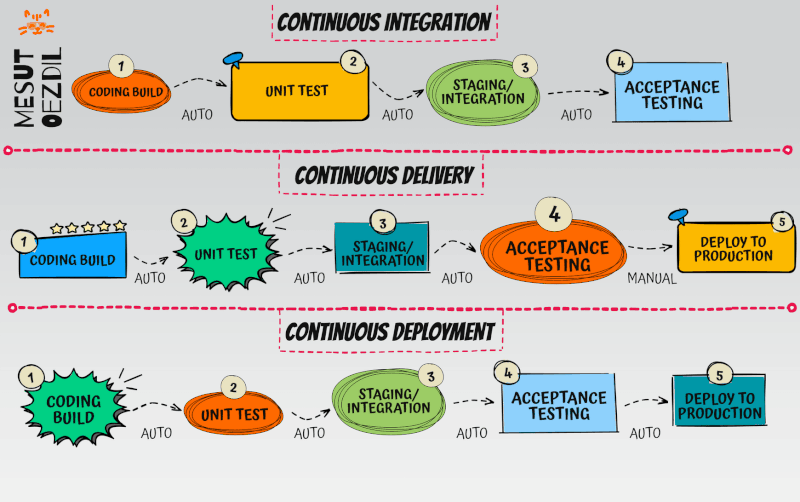 CONTINUOUS INTEGRATION
MESUT
OEZDIL
1
CODING BUILD
AUTO
2
UNIT TEST
AUTO
3
STAGING/
INTEGRATION
AUTO
4
ACCEPTANCE
TESTING
CONTINUOUS DELIVERY
1
CODING BUILD
AUTO
2
UNIT TEST
AUTO
3
STAGING/
INTEGRATION
AUTO
4
ACCEPTANCE
TESTING
MANUAL
5
DEPLOY TO
PRODUCTION
CONTINUOUS DEPLOYMENT
1
CODING
BUILD
AUTO
2
UNIT TEST
AUTO
3
STAGING/
INTEGRATION
AUTO
4
ACCEPTANCE
TESTING
AUTO
5
DEPLOY TO
PRODUCTION